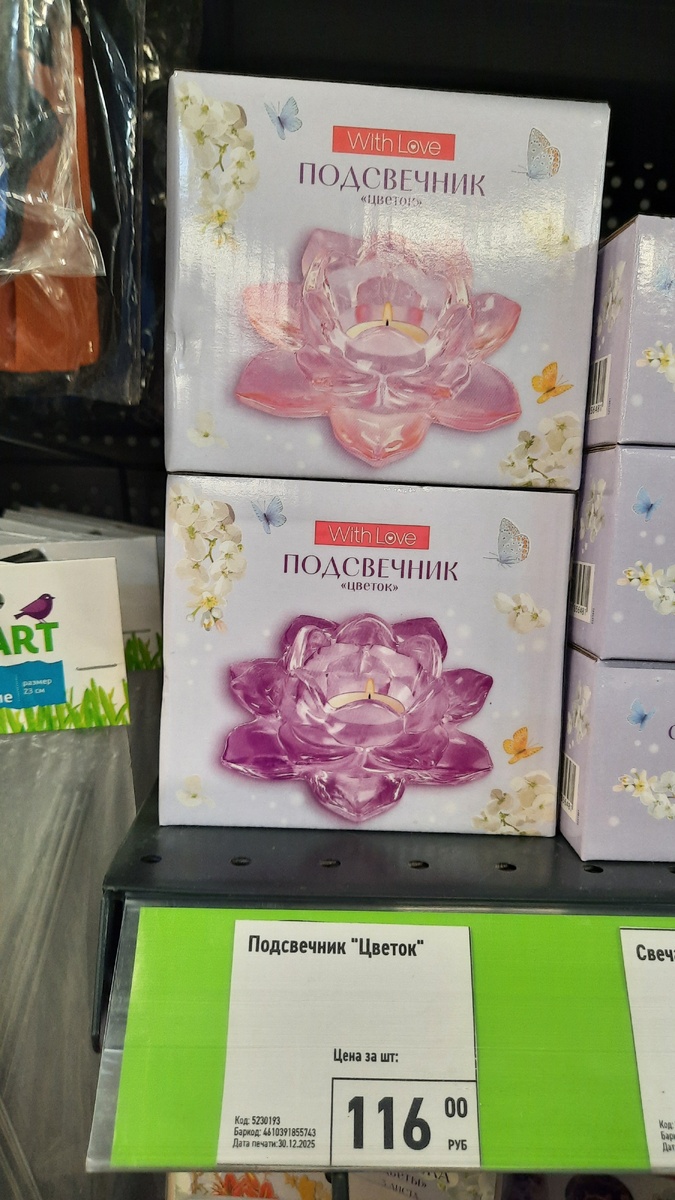 With Love
ПОДСВЕЧНИК
«цветок»
With Love
ПОДСВЕЧНИК
«цветок»
ART
размер
23 см
Подсвечник "Цветок"
Цена за шт:
116 00
РУБ
Код: 5230193
Баркод: 4610391855743
Дата печати:30.12.2025
Свеча
Код: